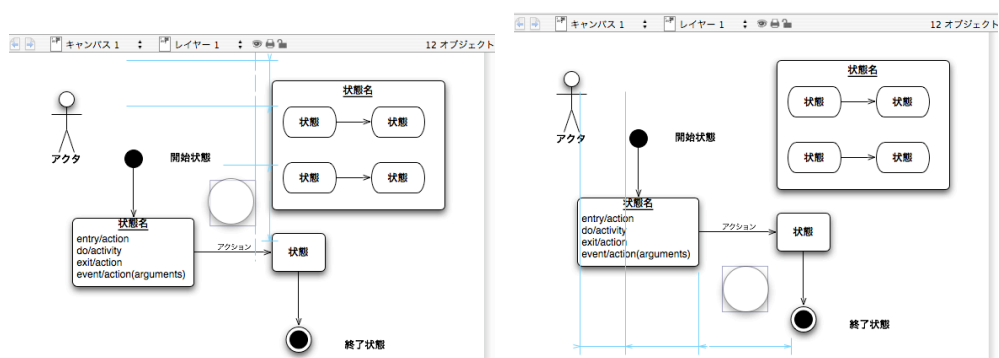 キャンバス 1 レイヤー 1 12 オブジェクト
状態名
状態 状態
アクタ
開始状態
状態 状態
状態名
entry/action
do/activity
exit/action
event/action(arguments)
アクション
状態
終了状態
キャンバス 1 レイヤー 1 12 オブジェクト
状態名
状態 状態
アクタ
開始状態
状態 状態
状態名
entry/action
do/activity
exit/action
event/action(arguments)
アクション
状態
終了状態